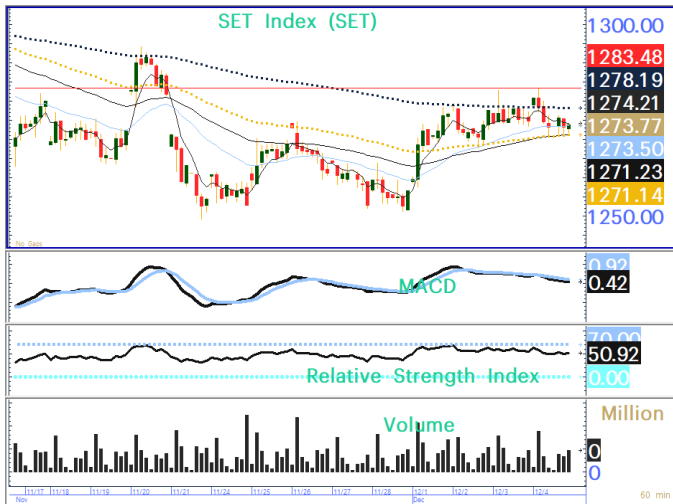 SET Index (SET)
1300.00
1283.48
1278.19
1274.21
1273.77
1273.50
1271.23
1271.14
1250.00
No Gaps
0.92
MACD
0.42
70.00
50.92
Relative Strength Index
0.00
Million
Volume
0
0
11/17 11/18 11/19 11/20 11/21 11/24 11/25 11/26 11/27 11/28 12/1 12/2 12/3 12/4
Nov Dec 60 min